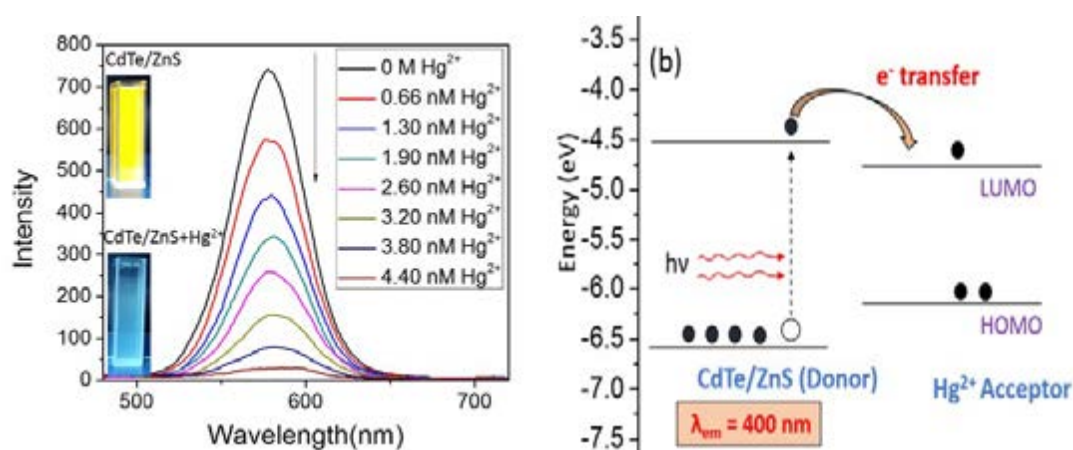 800
700
600
500
400
300
200
100
0
Intensity
500
600
700
Wavelength(nm)
CdTe/ZnS
CdTe/ZnS+Hg²⁺
0 M Hg²⁺
0.66 nM Hg²⁺
1.30 nM Hg²⁺
1.90 nM Hg²⁺
2.60 nM Hg²⁺
3.20 nM Hg²⁺
3.80 nM Hg²⁺
4.40 nM Hg²⁺
(b)
-3.5
-4.0
-4.5
-5.0
-5.5
-6.0
-6.5
-7.0
-7.5
Energy (eV)
e⁻ transfer
LUMO
hν
HOMO
CdTe/ZnS (Donor)
Hg²⁺ Acceptor
λem = 400 nm